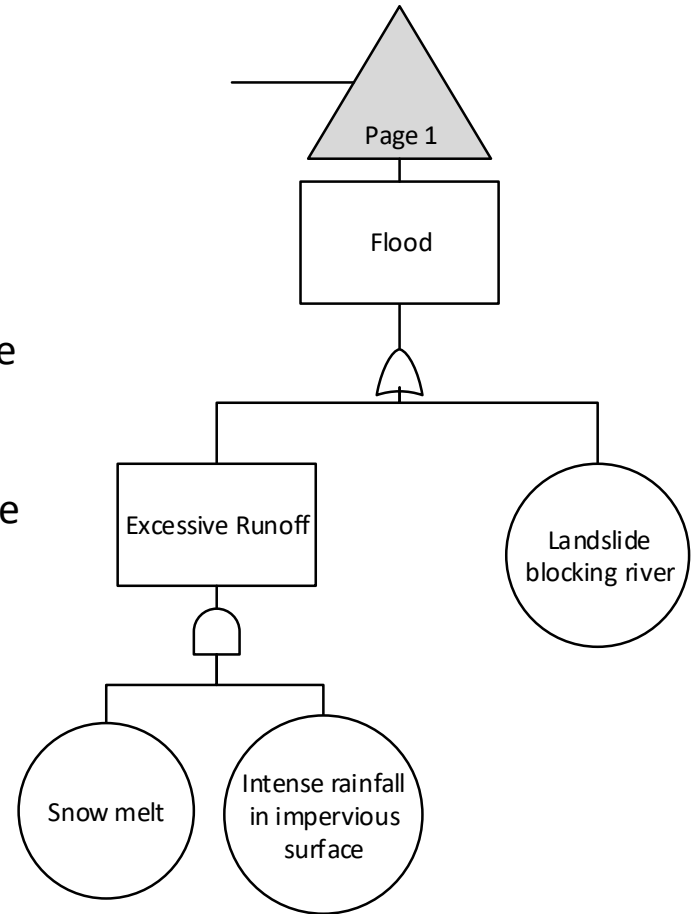 Page 1
Flood
e
e
Excessive Runoff
Landslide
blocking river
Snow melt
Intense rainfall
in impervious
surface